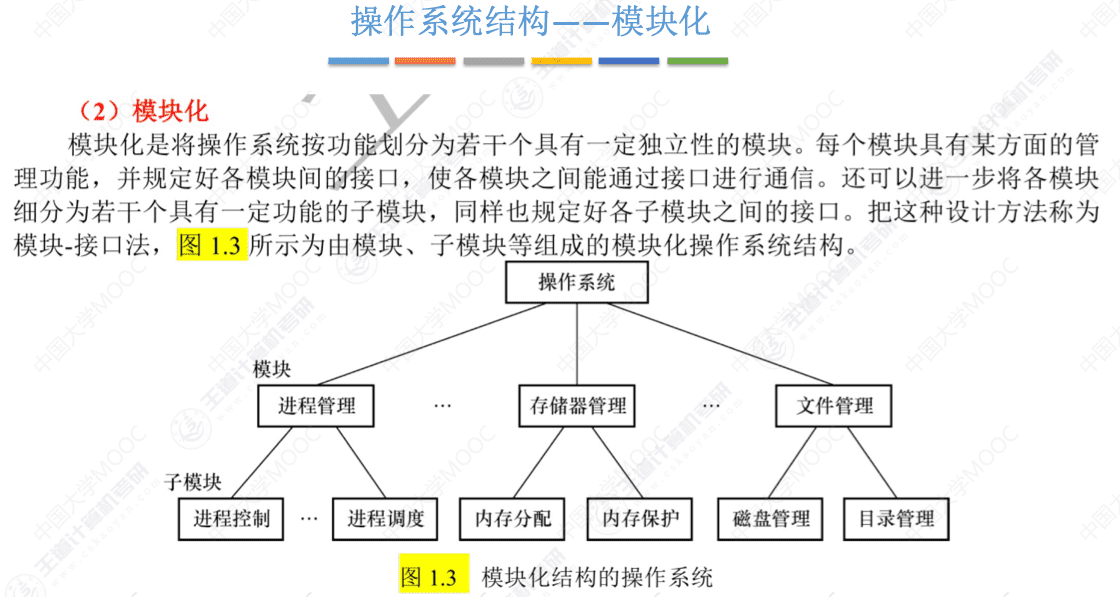 操作系统结构——模块化
（2）模块化
模块化是将操作系统按功能划分为若干个具有一定独立性的模块。每个模块具有某方面的管
理功能，并规定好各模块间的接口，使各模块之间能通过接口进行通信。还可以进一步将各模块
细分为若干个具有一定功能的子模块，同样也规定好各子模块之间的接口。把这种设计方法称为
模块-接口法，图 1.3 所示为由模块、子模块等组成的模块化操作系统结构。
操作系统
模块
进程管理 … 存储器管理 … 文件管理
子模块
进程控制 … 进程调度 内存分配 内存保护 磁盘管理 目录管理
图 1.3 模块化结构的操作系统
中国大学MOOC
王道计算机考研